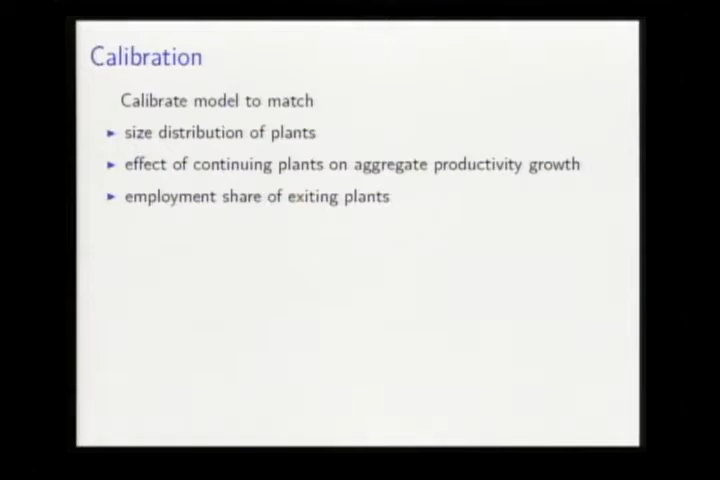 Calibration
Calibrate model to match
► size distribution of plants
► effect of continuing plants on aggregate productivity growth
► employment share of exiting plants